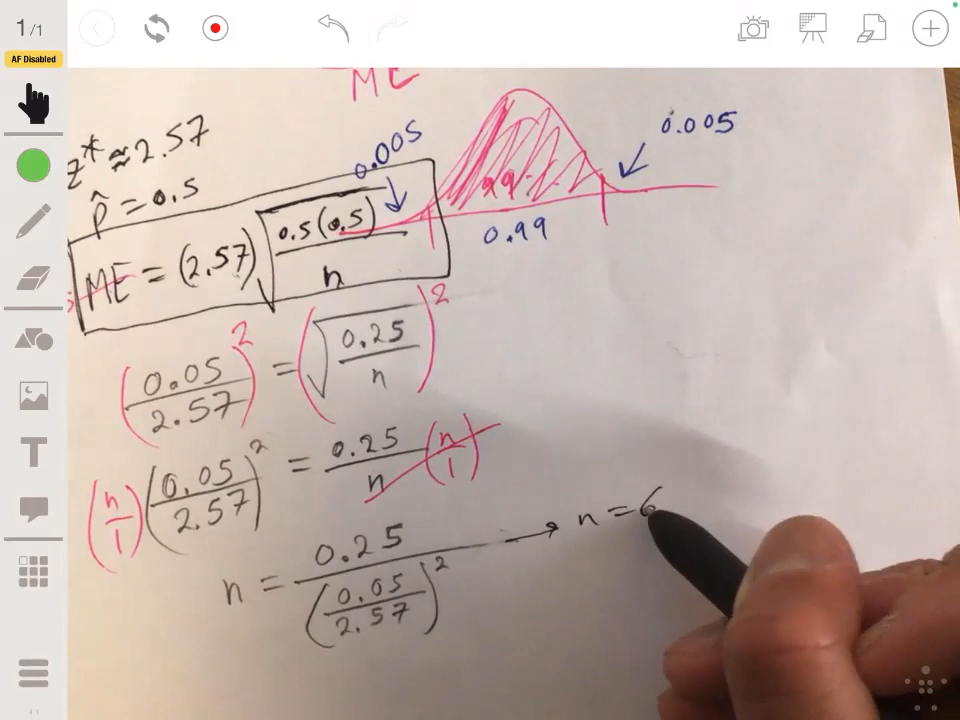 1/1
AF Disabled
ME
z* ≈ 2.57
0.005
0.005
p̂ = 0.5
99%
0.99
ME = (2.57) √(0.5(0.5)/n)
(0.05/2.57)² = (√(0.25/n))²
(n/1)(0.05/2.57)² = 0.25/n (n/1)
n = 0.25/(0.05/2.57)² → n = 6
T